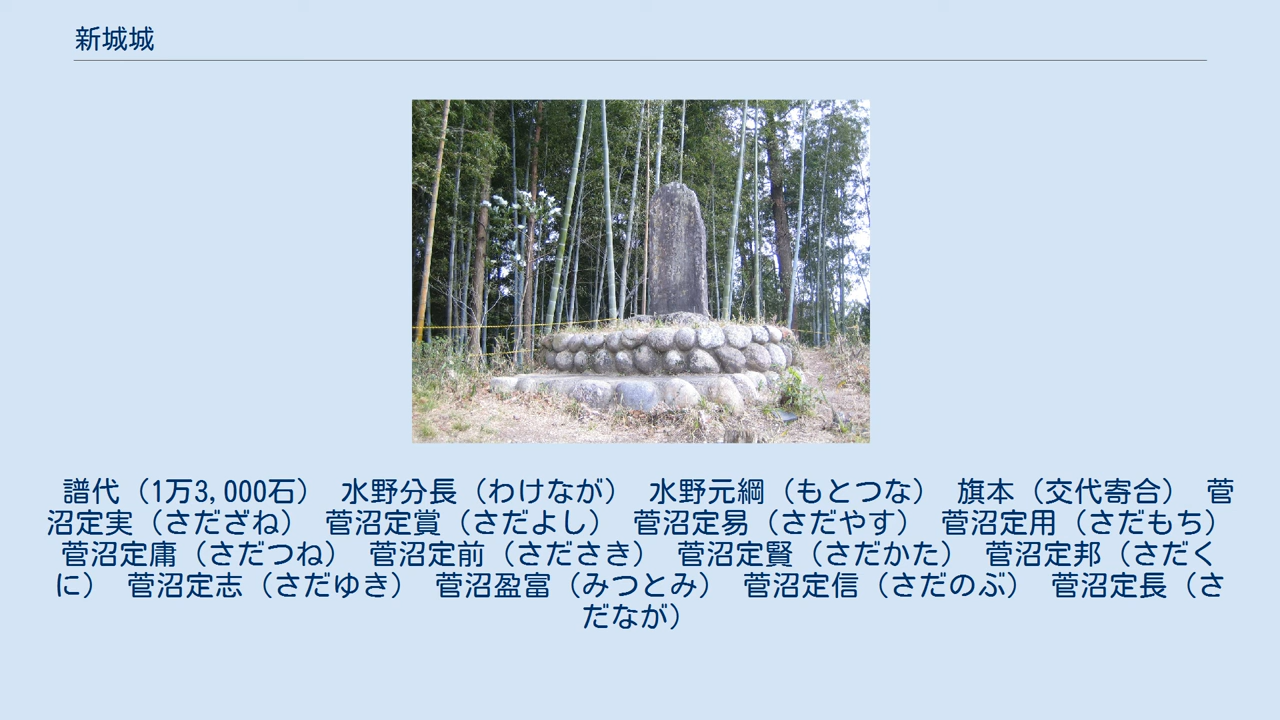 新城城
譜代（1万3,000石） 水野分長（わけなが） 水野元綱（もとつな） 旗本（交代寄合） 菅
沼定実（さだざね） 菅沼定賞（さだよし） 菅沼定易（さだやす） 菅沼定用（さだもち）
菅沼定庸（さだつね） 菅沼定前（さださき） 菅沼定賢（さだかた） 菅沼定邦（さだく
に） 菅沼定志（さだゆき） 菅沼盈富（みつとみ） 菅沼定信（さだのぶ） 菅沼定長（さ
だなが）